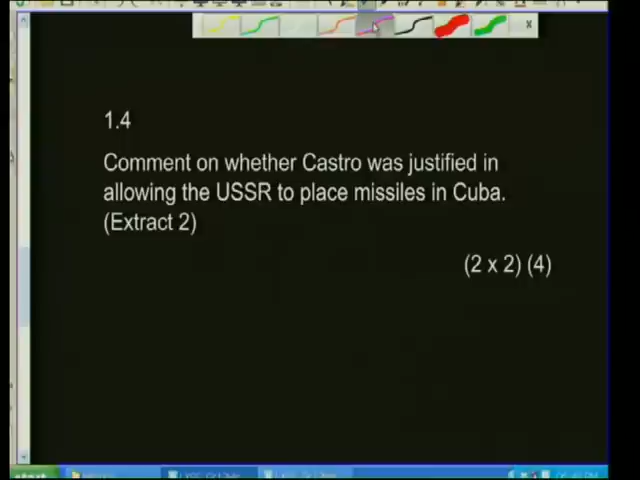 x
1.4
Comment on whether Castro was justified in
allowing the USSR to place missiles in Cuba.
(Extract 2)
(2 x 2) (4)